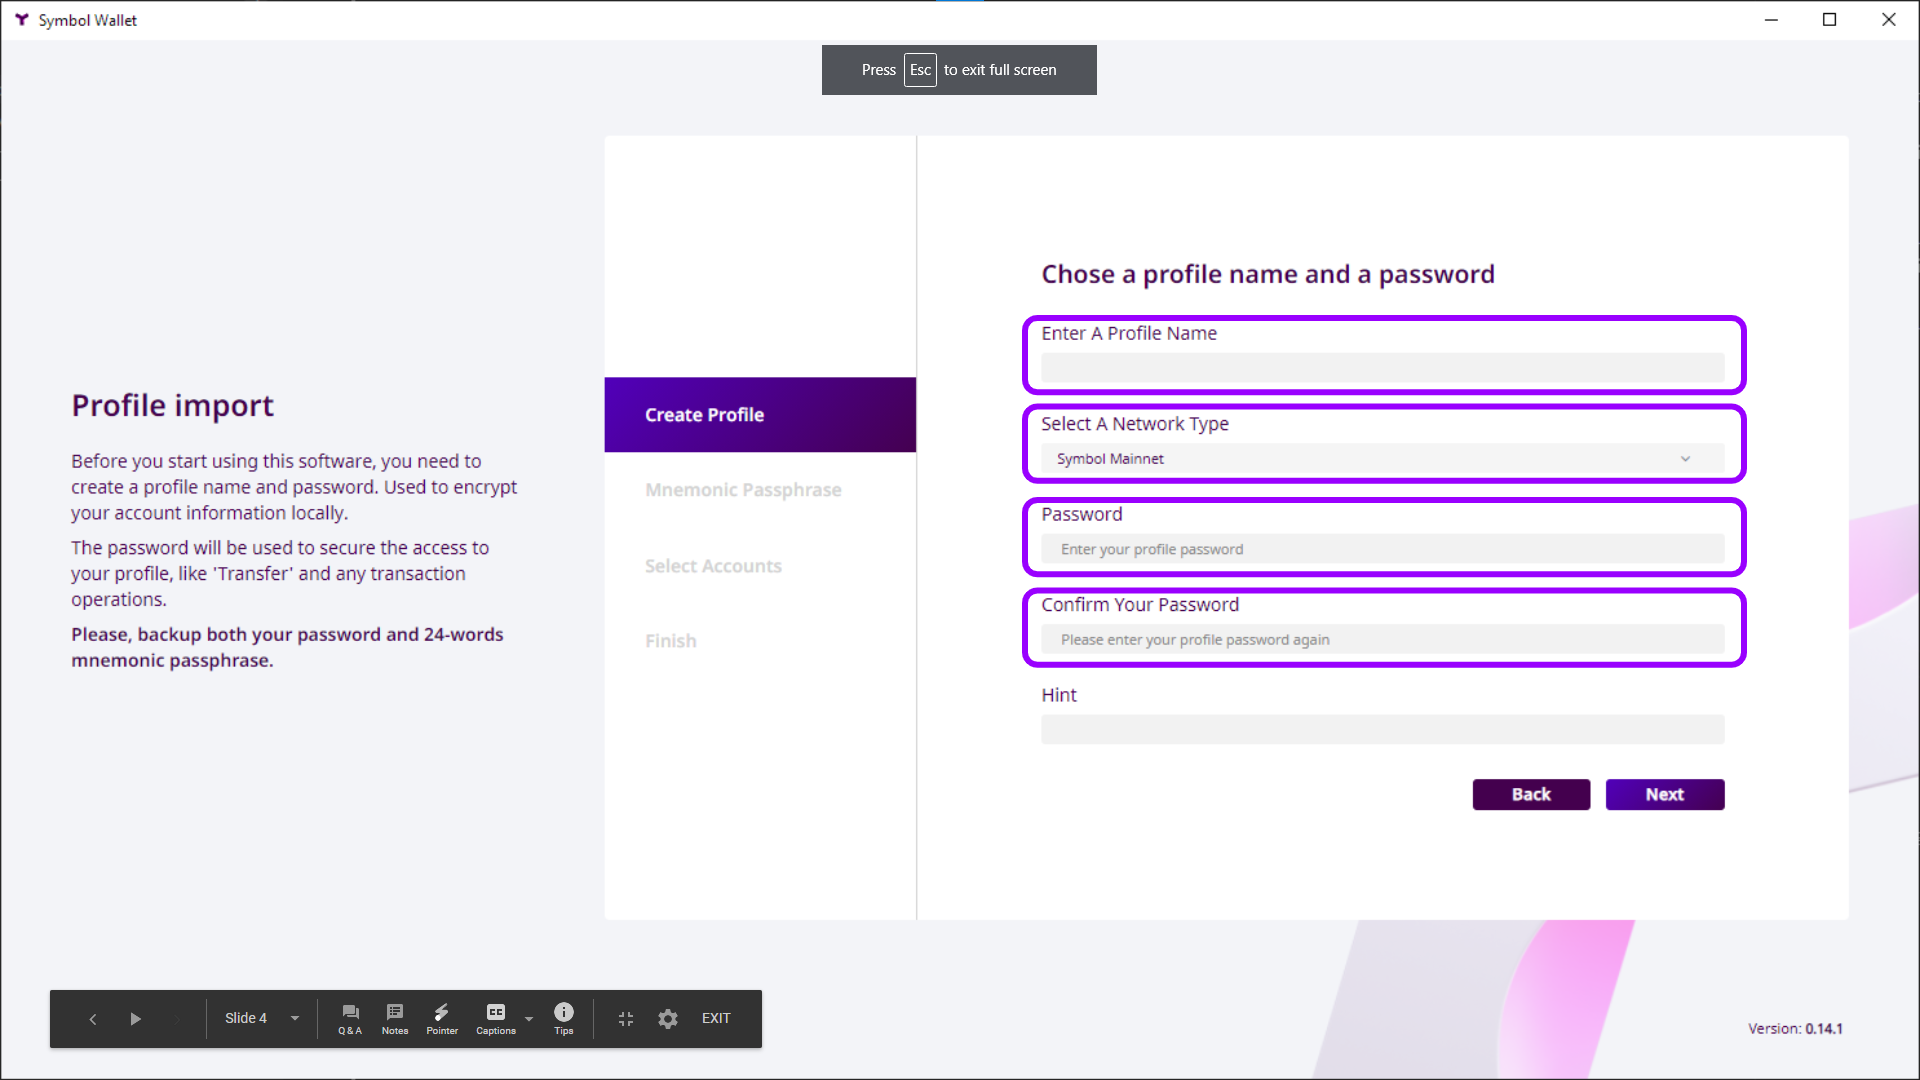 Symbol Wallet
Press Esc to exit full screen
Profile import
Before you start using this software, you need to
create a profile name and password. Used to encrypt
your account information locally.
The password will be used to secure the access to
your profile, like 'Transfer' and any transaction
operations.
Please, backup both your password and 24-words
mnemonic passphrase.
Create Profile
Mnemonic Passphrase
Select Accounts
Finish
Chose a profile name and a password
Enter A Profile Name
Select A Network Type
Symbol Mainnet
Password
Enter your profile password
Confirm Your Password
Please enter your profile password again
Hint
Back
Next
Slide 4
Q & A
Notes
Pointer
CC
Captions
Tips
EXIT
Version: 0.14.1